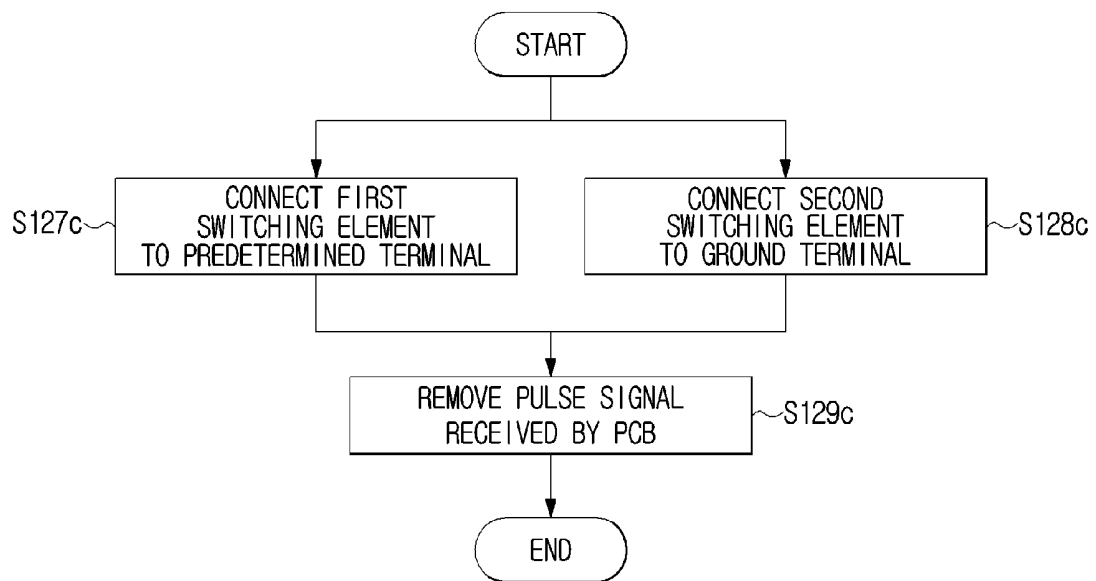 START
S127c
CONNECT FIRST
SWITCHING ELEMENT
TO PREDETERMINED TERMINAL
CONNECT SECOND
SWITCHING ELEMENT
TO GROUND TERMINAL
S128c
REMOVE PULSE SIGNAL
RECEIVED BY PCB
S129c
END